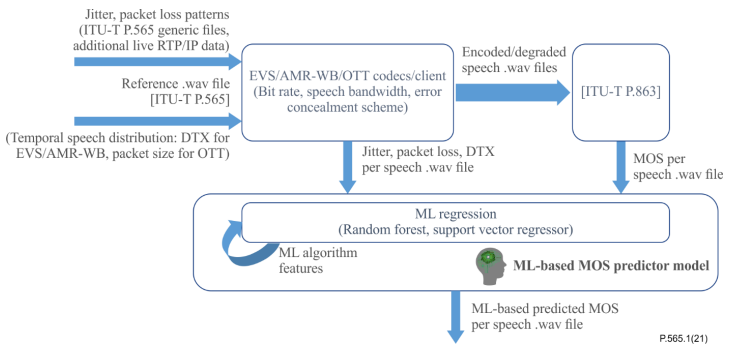 Jitter, packet loss patterns
(ITU-T P.565 generic files,
additional live RTP/IP data)
Reference .wav file
[ITU-T P.565]
(Temporal speech distribution: DTX for
EVS/AMR-WB, packet size for OTT)
EVS/AMR-WB/OTT codecs/client
(Bit rate, speech bandwidth, error
concealment scheme)
Encoded/degraded
speech .wav files
[ITU-T P.863]
Jitter, packet loss, DTX
per speech .wav file
MOS per
speech .wav file
ML regression
(Random forest, support vector regressor)
ML algorithm
features
ML-based MOS predictor model
ML-based predicted MOS
per speech .wav file
P.565.1(21)